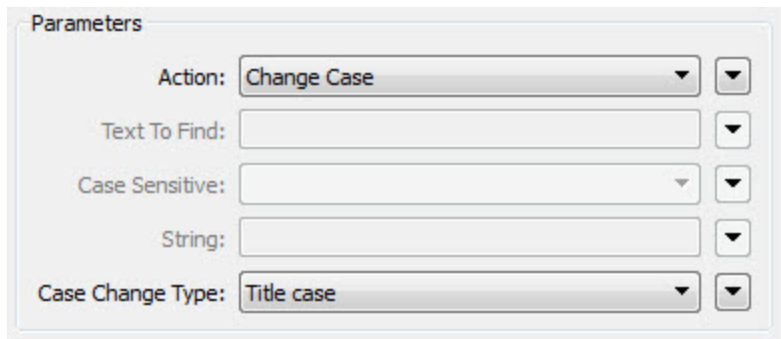 Parameters
Action: Change Case
Text To Find:
Case Sensitive:
String:
Case Change Type: Title case